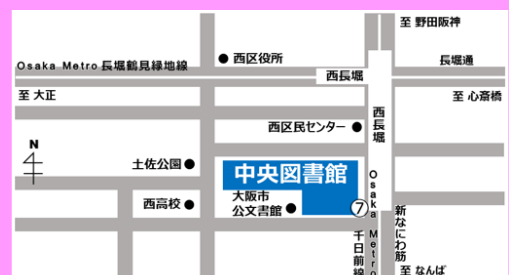 至 野田阪神
西区役所
長堀通
Osaka Metro 長堀鶴見緑地線
西長堀
至 大正
至 心斎橋
西長堀
西区民センター
N
土佐公園
中央図書館
大阪市
公文書館
西高校
⑦
Osaka Metro
千日前線
新なにわ筋
至 なんば